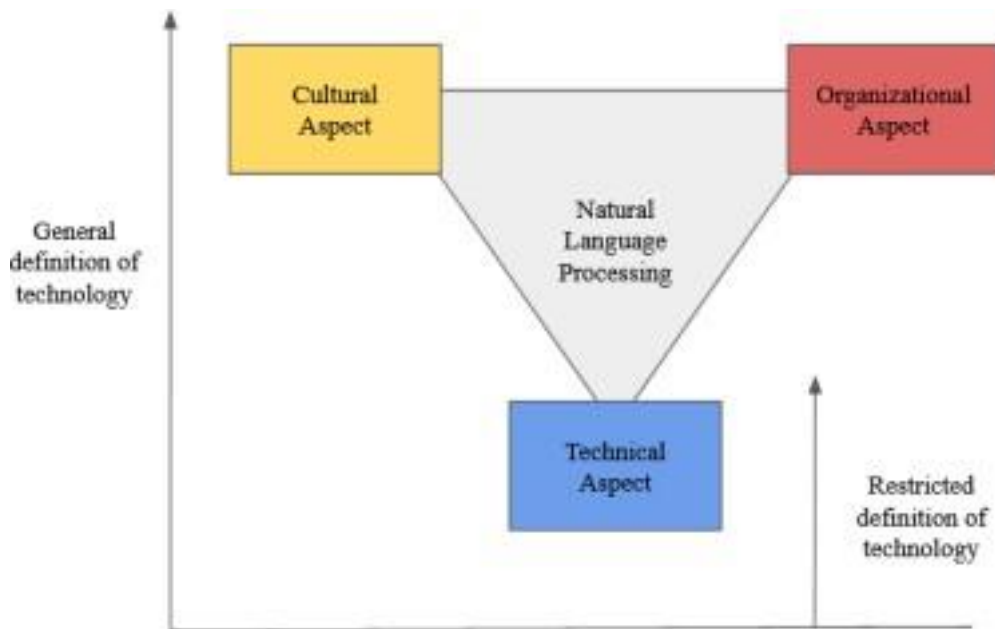 Cultural
Aspect
Organizational
Aspect
General
definition of
technology
Natural
Language
Processing
Technical
Aspect
Restricted
definition of
technology